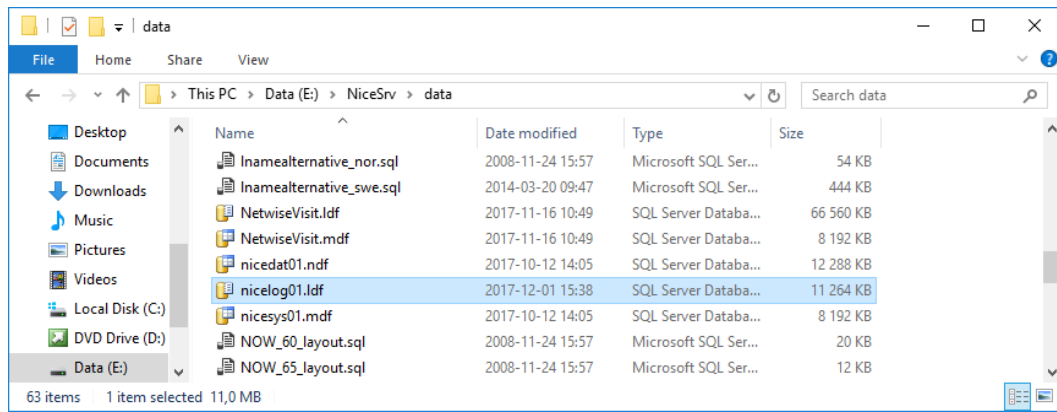 data
File Home Share View
This PC > Data (E:) > NiceSrv > data
Search data
Desktop
Documents
Downloads
Music
Pictures
Videos
Local Disk (C:)
DVD Drive (D:)
Data (E:)
Name Date modified Type Size
Inamealternative_nor.sql 2008-11-24 15:57 Microsoft SQL Ser... 54 KB
Inamealternative_swe.sql 2014-03-20 09:47 Microsoft SQL Ser... 444 KB
NetwiseVisit.ldf 2017-11-16 10:49 SQL Server Databa... 66 560 KB
NetwiseVisit.mdf 2017-11-16 10:49 SQL Server Databa... 8 192 KB
nicedat01.ndf 2017-10-12 14:05 SQL Server Databa... 12 288 KB
nicelog01.ldf 2017-12-01 15:38 SQL Server Databa... 11 264 KB
nicesys01.mdf 2017-10-12 14:05 SQL Server Databa... 8 192 KB
NOW_60_layout.sql 2008-11-24 15:57 Microsoft SQL Ser... 20 KB
NOW_65_layout.sql 2008-11-24 15:57 Microsoft SQL Ser... 12 KB
63 items 1 item selected 11,0 MB